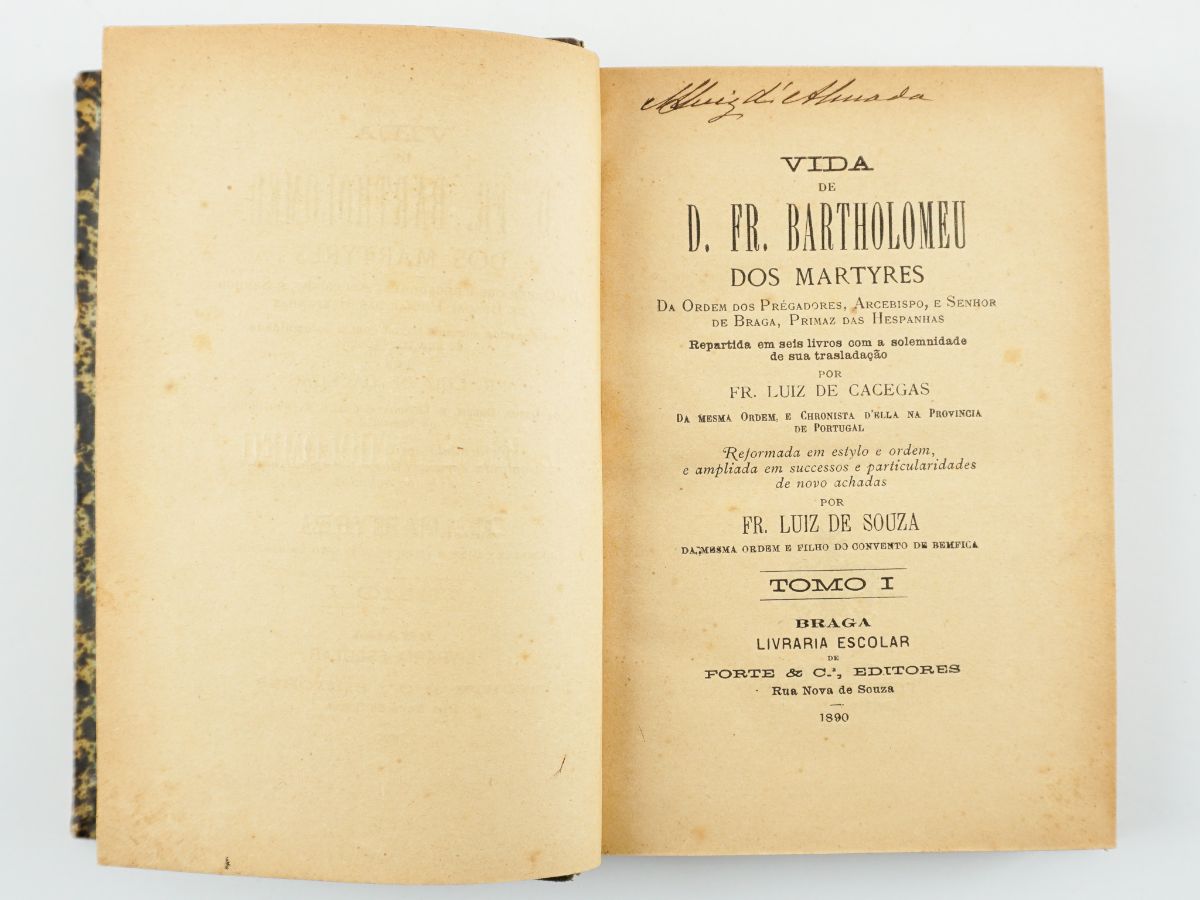 d'Almada
VIDA
DE
D. FR. BARTHOLOMEU
DOS MARTYRES
DA ORDEM DOS PRÉGADORES, ARCEBISPO, E SENHOR
DE BRAGA, PRIMAZ DAS HESPANHAS
Repartida em seis livros com a solemnidade
de sua trasladação
POR
FR. LUIZ DE CACEGAS
DA MESMA ORDEM, E CHRONISTA D'ELLA NA PROVINCIA
DE PORTUGAL
Reformada em estylo e ordem,
e ampliada em successos e particularidades
de novo achadas
POR
FR. LUIZ DE SOUZA
DA MESMA ORDEM E FILHO DO CONVENTO DE BEMFICA
TOMO I
BRAGA
LIVRARIA ESCOLAR
DE
FORTE & C.ª, EDITORES
Rua Nova de Souza
1890